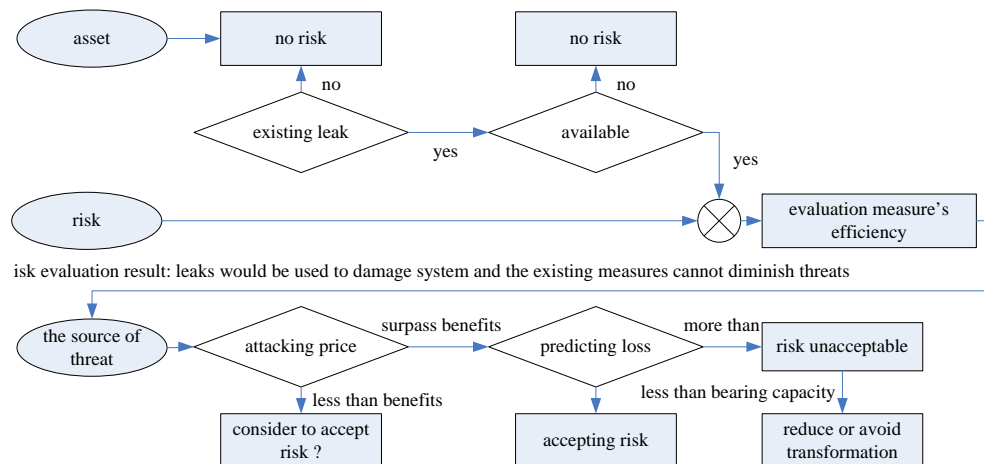 asset
no risk
no risk
no
no
existing leak
available
yes
yes
risk
evaluation measure's
efficiency
isk evaluation result: leaks would be used to damage system and the existing measures cannot diminish threats
the source of
threat
attacking price
surpass benefits
predicting loss
more than
risk unacceptable
less than benefits
less than bearing capacity
consider to accept
risk ?
accepting risk
reduce or avoid
transformation